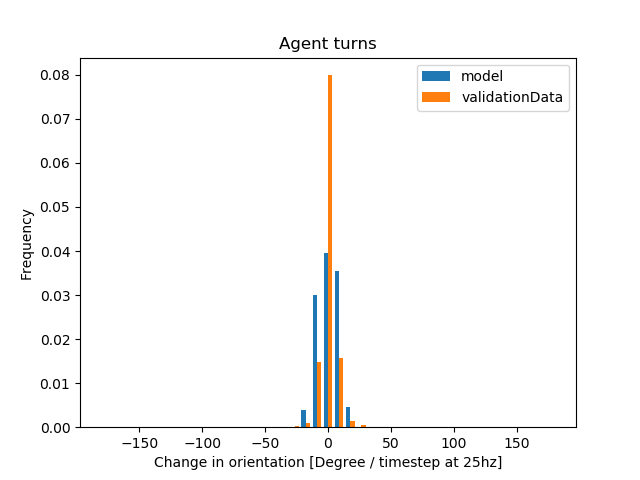 Agent turns
model
validationData
0.08
0.07
0.06
0.05
0.04
0.03
0.02
0.01
0.00
Frequency
−150 −100 −50 0 50 100 150
Change in orientation [Degree / timestep at 25hz]